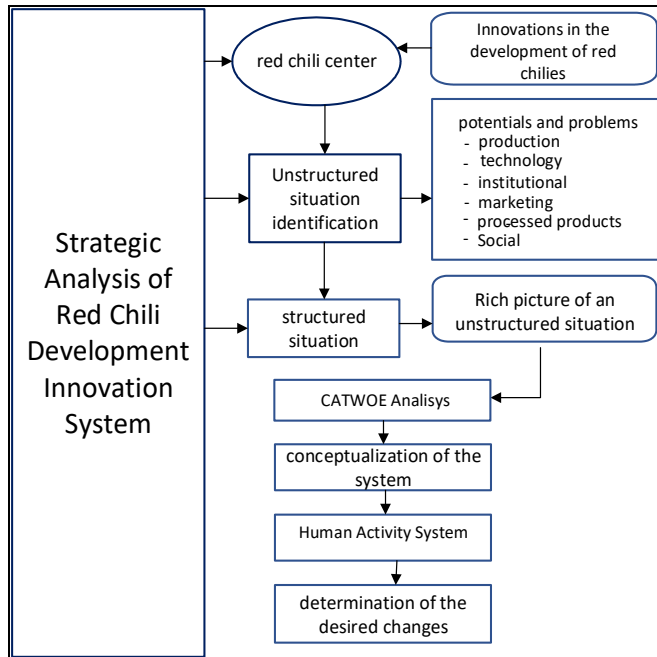 Strategic
Analysis of
Red Chili
Development
Innovation
System
red chili center
Innovations in the
development of red
chilies
Unstructured
situation
identification
potentials and problems
- production
- technology
- institutional
- marketing
- processed products
- Social
structured
situation
Rich picture of an
unstructured situation
CATWOE Analisys
conceptualization of the
system
Human Activity System
determination of the
desired changes